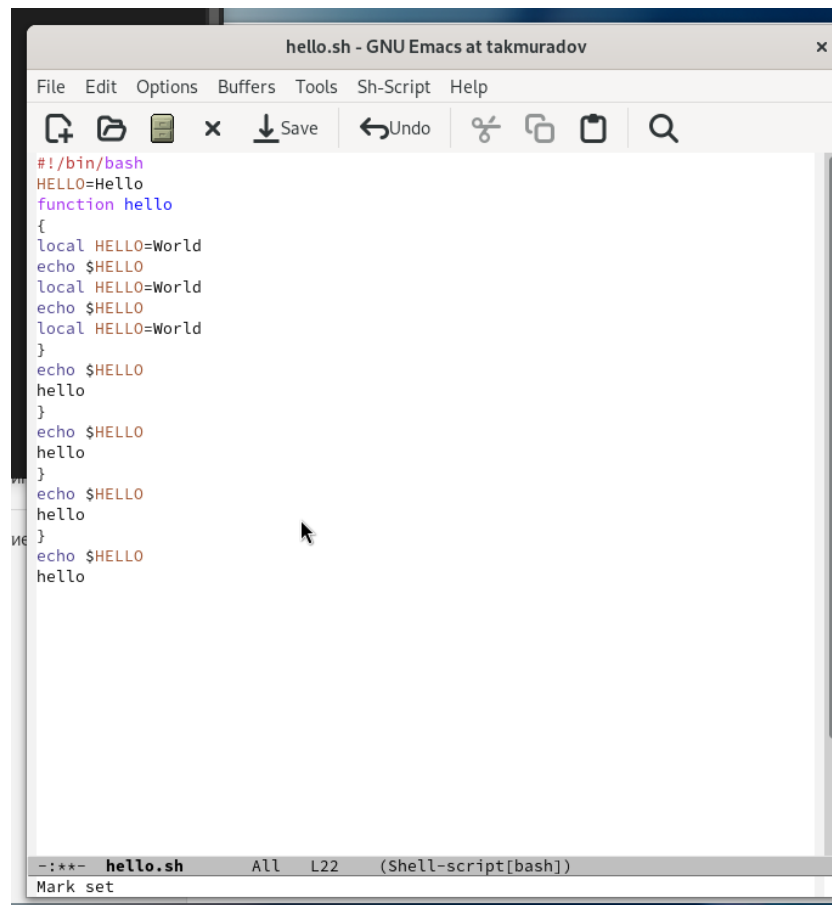 hello.sh - GNU Emacs at takmuradov
File Edit Options Buffers Tools Sh-Script Help
Save Undo
#!/bin/bash
HELLO=Hello
function hello
{
local HELLO=World
echo $HELLO
local HELLO=World
echo $HELLO
local HELLO=World
}
echo $HELLO
hello
}
echo $HELLO
hello
}
echo $HELLO
hello
}
echo $HELLO
hello
-:**- hello.sh All L22 (Shell-script[bash])
Mark set